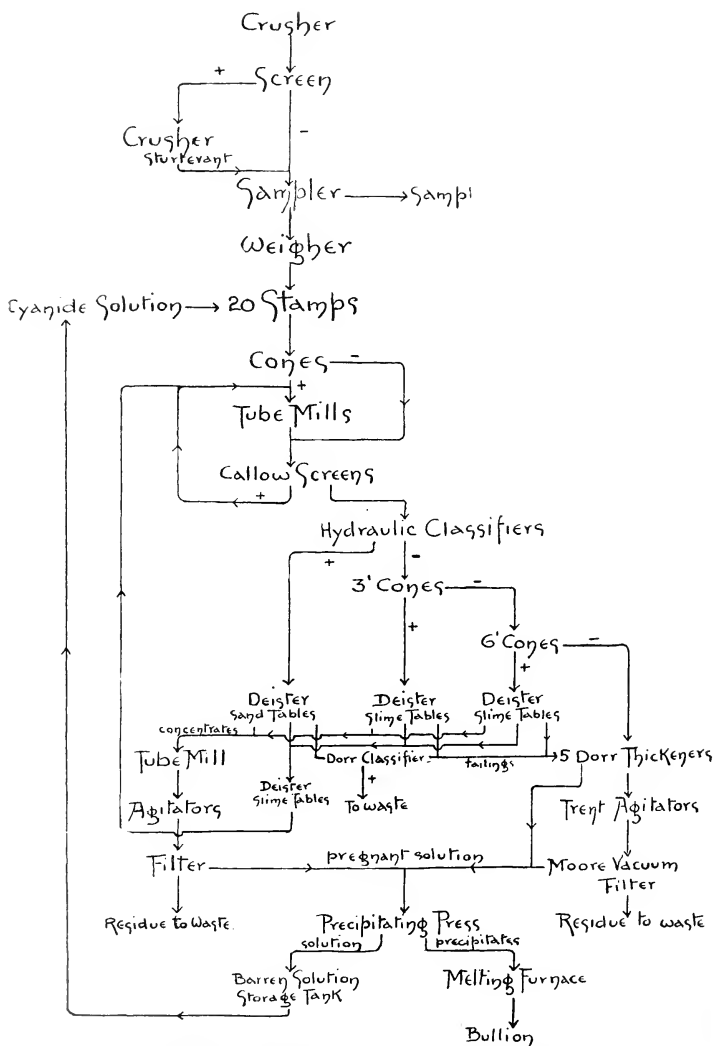 Crusher
+
Screen
-
Crusher
Sturtevant
Sampler
Sampl
Weigher
Cyanide Solution
20 Stamps
Cones
-
+
Tube Mills
Callow Screens
+
Hydraulic Classifiers
+
-
3' Cones
-
+
6' Cones
-
+
Deister
Sand Tables
Deister
Slime Tables
Deister
Slime Tables
concentrates
Tube Mill
Dorr Classifier
tailings
5 Dorr Thickeners
+
Deister
Slime Tables
To waste
Agitators
Trent Agitators
Filter
pregnant solution
Moore Vacuum
Filter
Residue to Waste.
Precipitating Press
Residue to waste
solution
precipitates
Barren Solution
Storage Tank
Melting Furnace
Bullion